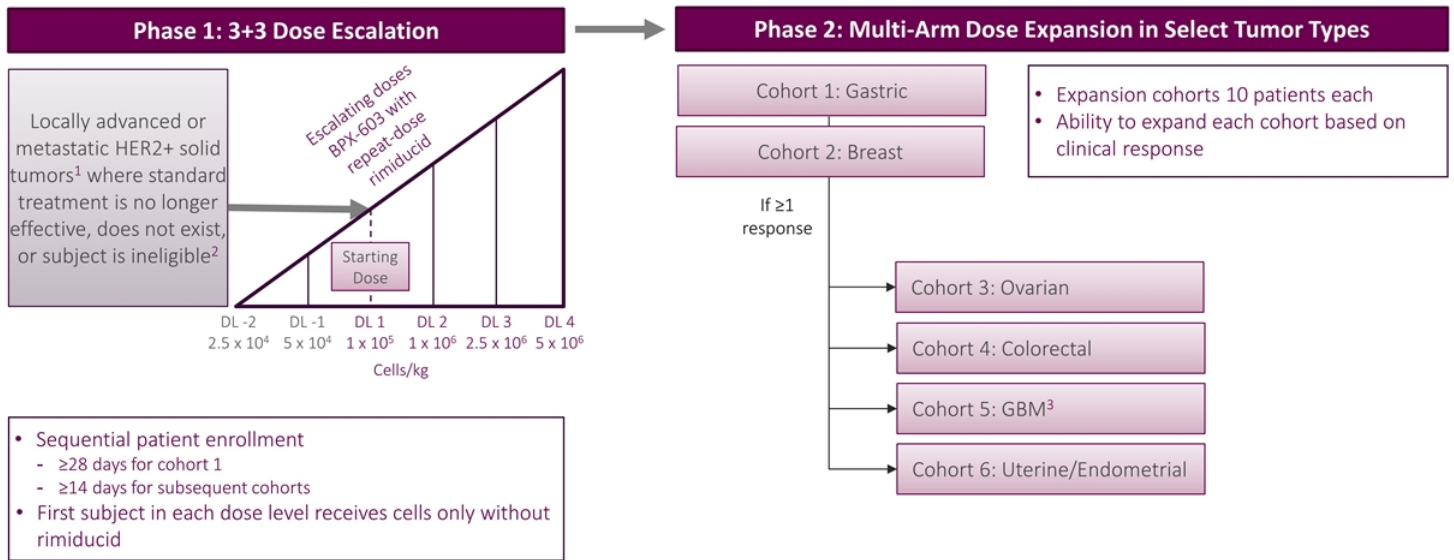 Phase 1: 3+3 Dose Escalation
Locally advanced or
metastatic HER2+ solid
tumors¹ where standard
treatment is no longer
effective, does not exist,
or subject is ineligible²
Escalating doses
BPX-603 with
repeat-dose
rimiducid
Starting
Dose
DL -2 DL -1 DL 1 DL 2 DL 3 DL 4
2.5 x 10⁴ 5 x 10⁴ 1 x 10⁵ 1 x 10⁶ 2.5 x 10⁶ 5 x 10⁶
Cells/kg
• Sequential patient enrollment
- ≥28 days for cohort 1
- ≥14 days for subsequent cohorts
• First subject in each dose level receives cells only without
rimiducid
Phase 2: Multi-Arm Dose Expansion in Select Tumor Types
Cohort 1: Gastric
Cohort 2: Breast
• Expansion cohorts 10 patients each
• Ability to expand each cohort based on
clinical response
If ≥1
response
Cohort 3: Ovarian
Cohort 4: Colorectal
Cohort 5: GBM³
Cohort 6: Uterine/Endometrial